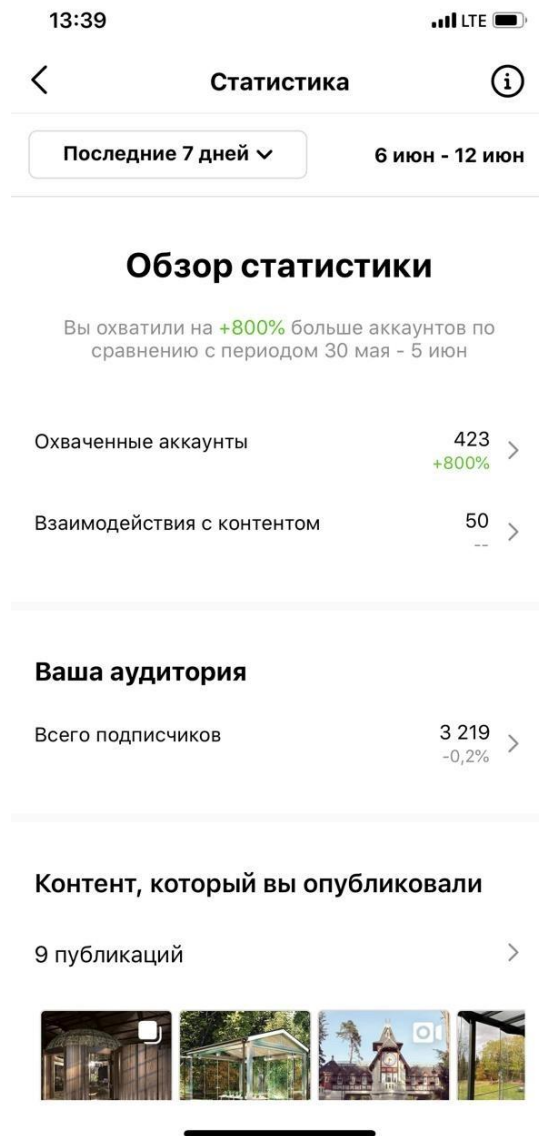 13:39
LTE
Статистика
Последние 7 дней
6 июн - 12 июн
Обзор статистики
Вы охватили на +800% больше аккаунтов по
сравнению с периодом 30 мая - 5 июн
Охваченные аккаунты
423
+800%
Взаимодействия с контентом
50
--
Ваша аудитория
Всего подписчиков
3 219
-0,2%
Контент, который вы опубликовали
9 публикаций